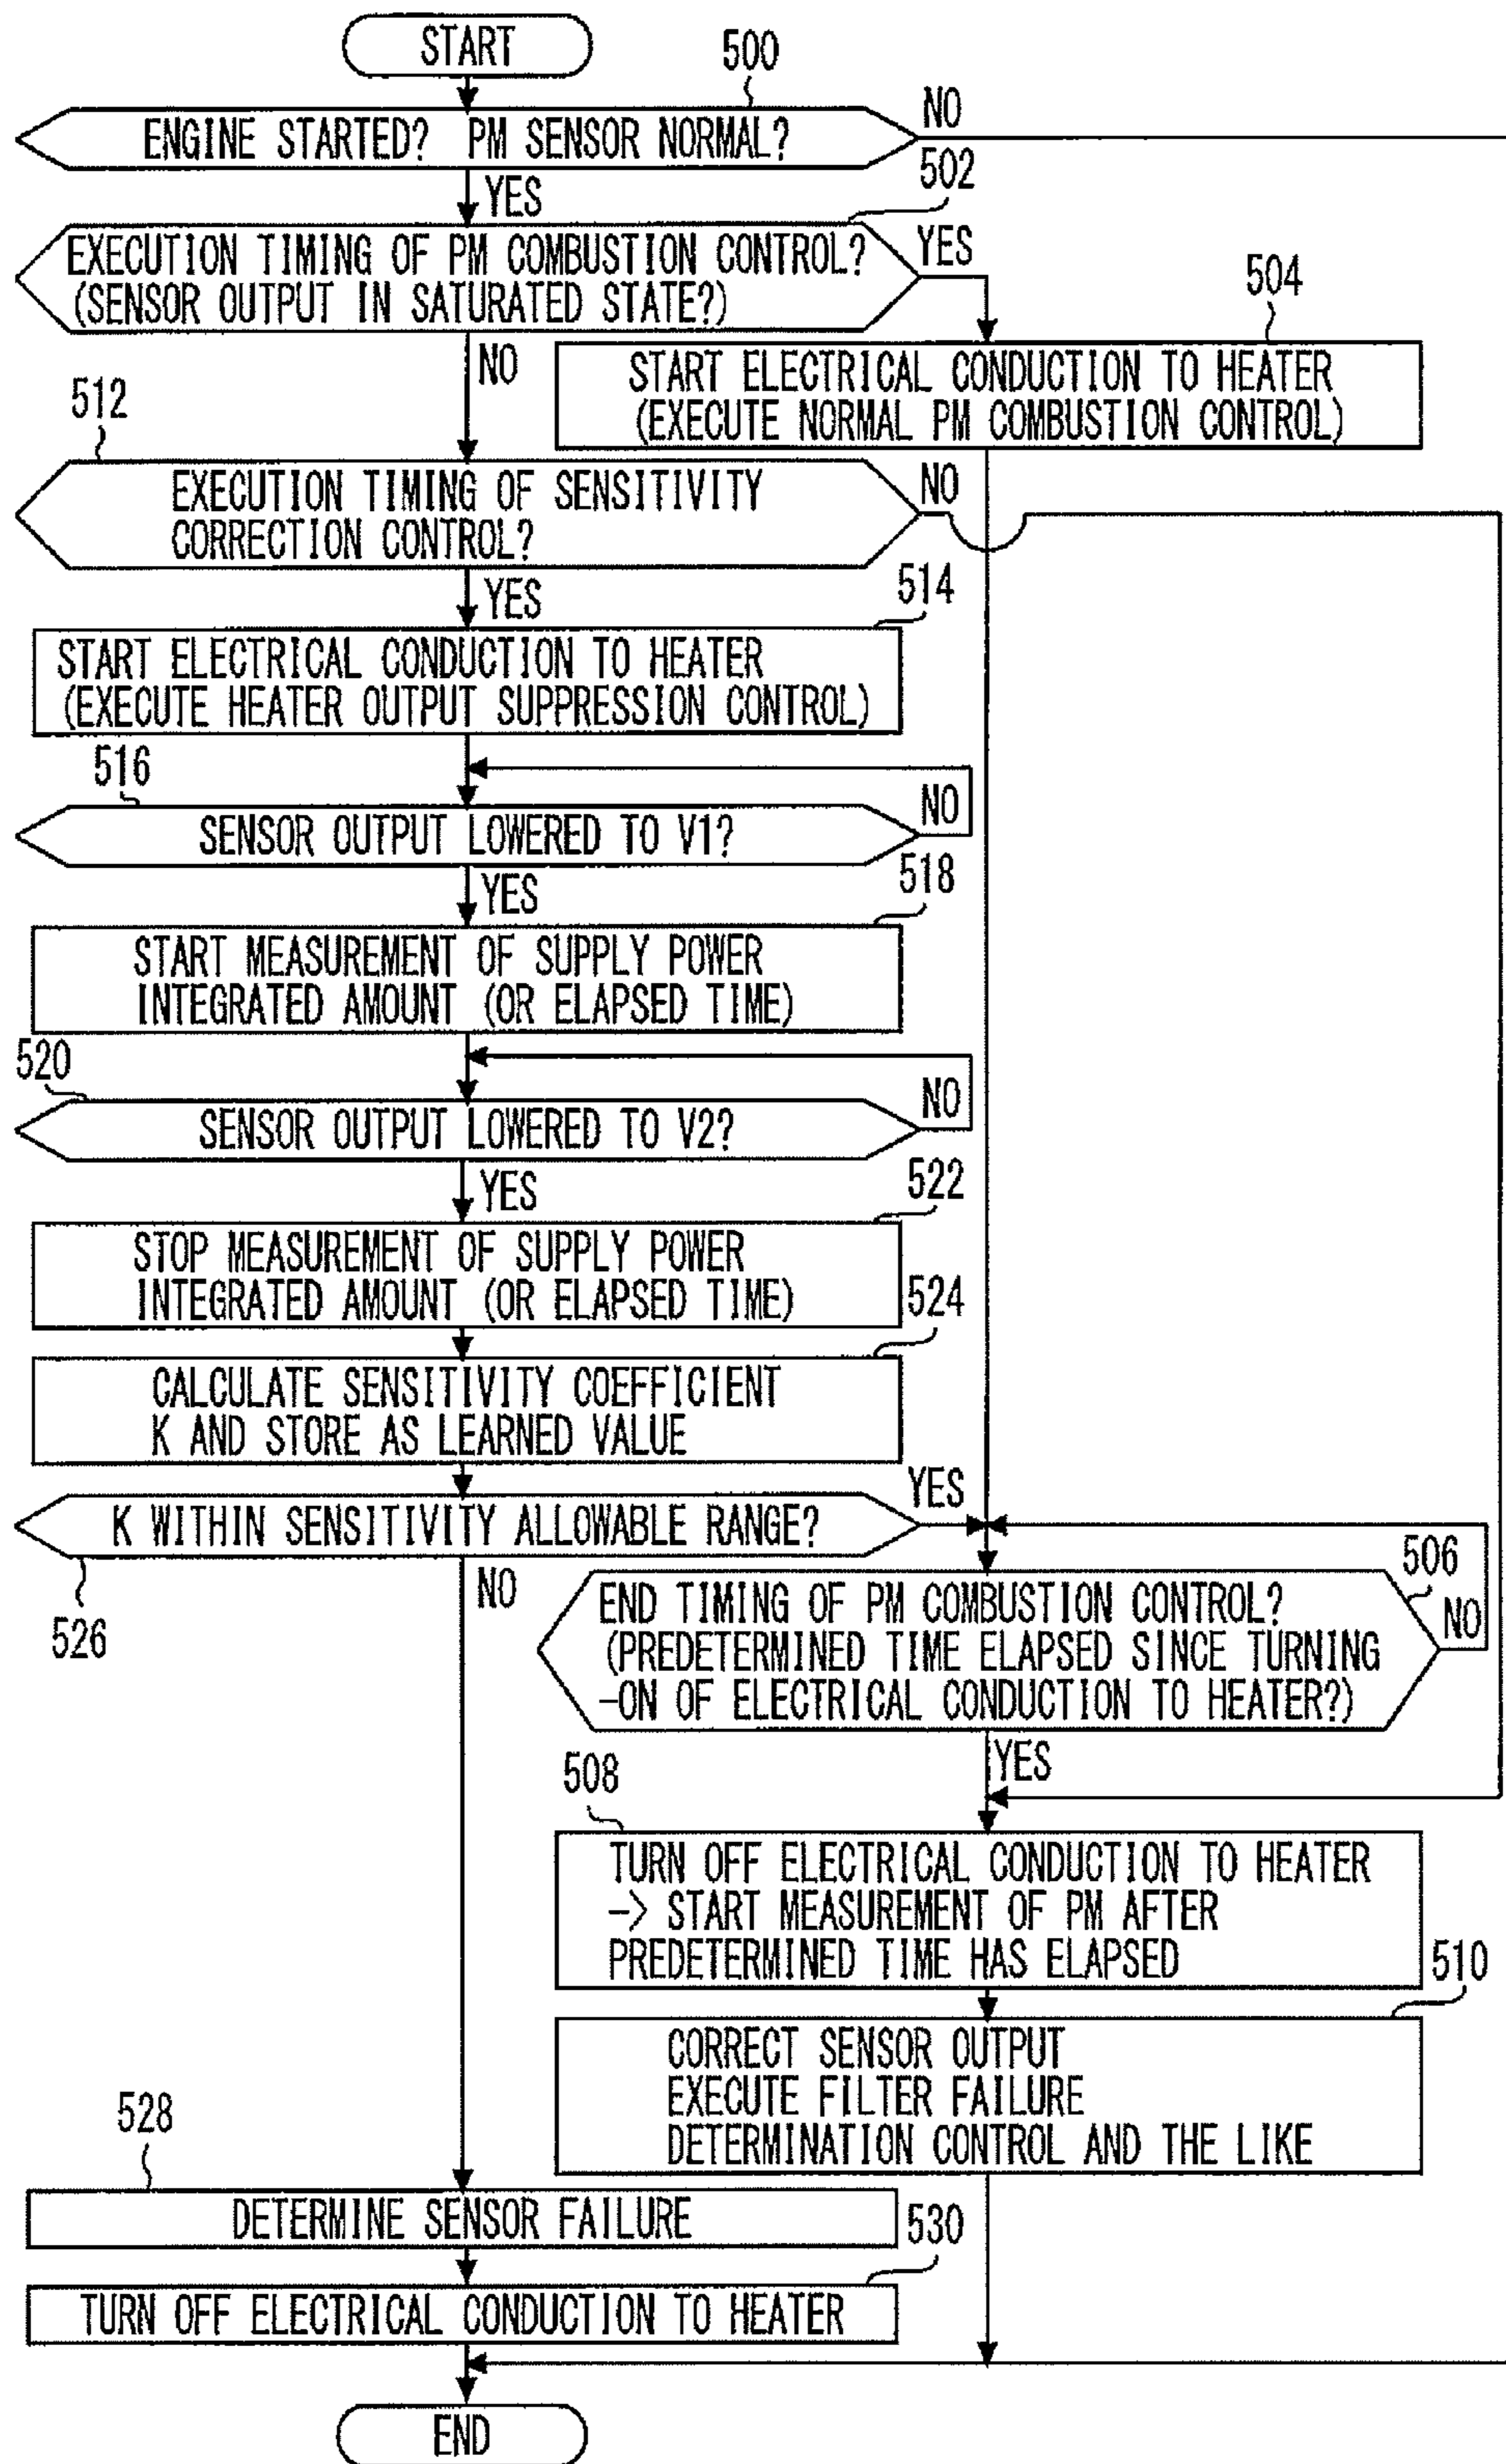 START
500
ENGINE STARTED? PM SENSOR NORMAL?
NO
YES
502
EXECUTION TIMING OF PM COMBUSTION CONTROL?
(SENSOR OUTPUT IN SATURATED STATE?)
YES
NO
504
START ELECTRICAL CONDUCTION TO HEATER
(EXECUTE NORMAL PM COMBUSTION CONTROL)
512
EXECUTION TIMING OF SENSITIVITY
CORRECTION CONTROL?
NO
YES
514
START ELECTRICAL CONDUCTION TO HEATER
(EXECUTE HEATER OUTPUT SUPPRESSION CONTROL)
516
SENSOR OUTPUT LOWERED TO V1?
NO
YES
518
START MEASUREMENT OF SUPPLY POWER
INTEGRATED AMOUNT (OR ELAPSED TIME)
520
SENSOR OUTPUT LOWERED TO V2?
NO
YES
522
STOP MEASUREMENT OF SUPPLY POWER
INTEGRATED AMOUNT (OR ELAPSED TIME)
524
CALCULATE SENSITIVITY COEFFICIENT
K AND STORE AS LEARNED VALUE
K WITHIN SENSITIVITY ALLOWABLE RANGE?
YES
NO
526
506
END TIMING OF PM COMBUSTION CONTROL?
(PREDETERMINED TIME ELAPSED SINCE TURNING
-ON OF ELECTRICAL CONDUCTION TO HEATER?)
NO
YES
508
TURN OFF ELECTRICAL CONDUCTION TO HEATER
-> START MEASUREMENT OF PM AFTER
PREDETERMINED TIME HAS ELAPSED
510
CORRECT SENSOR OUTPUT
EXECUTE FILTER FAILURE
DETERMINATION CONTROL AND THE LIKE
528
DETERMINE SENSOR FAILURE
530
TURN OFF ELECTRICAL CONDUCTION TO HEATER
END